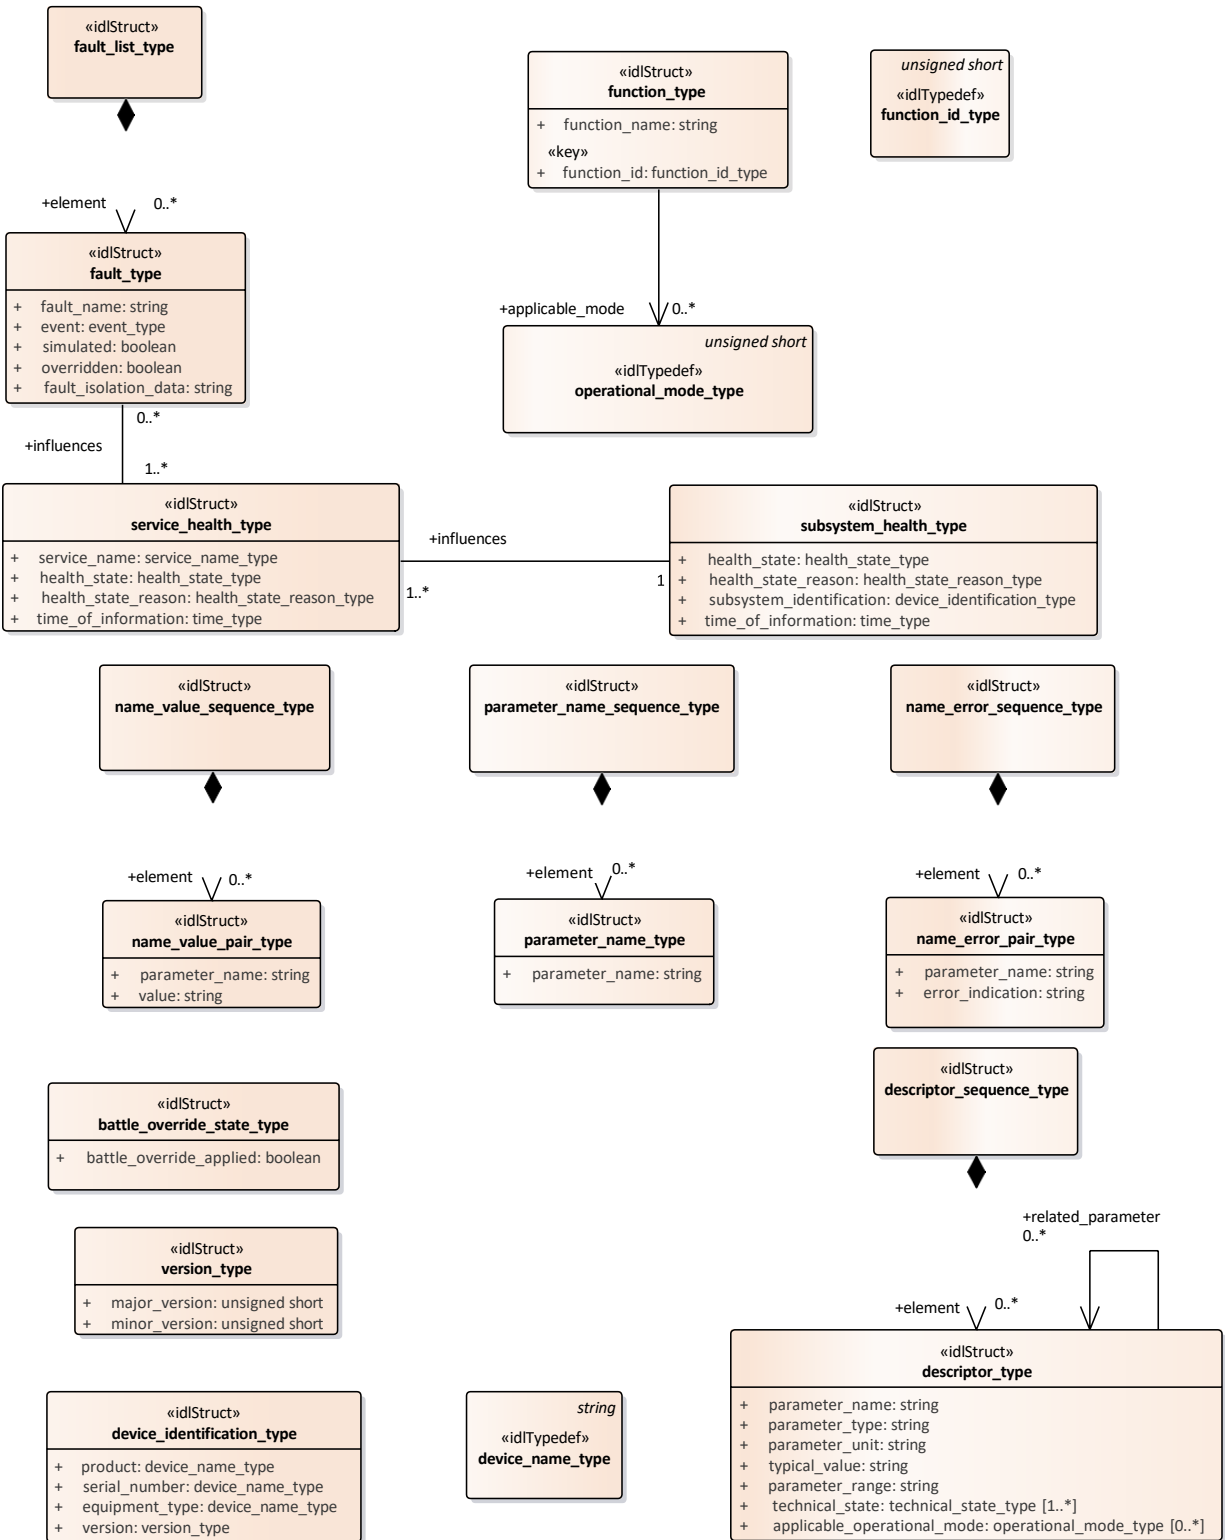 «idlStruct»
fault_list_type
«idlStruct»
function_type
+ function_name: string
«key»
+ function_id: function_id_type
unsigned short
«idlTypedef»
function_id_type
+element 0..*
«idlStruct»
fault_type
+ fault_name: string
+ event: event_type
+ simulated: boolean
+ overridden: boolean
+ fault_isolation_data: string
+applicable_mode 0..*
unsigned short
«idlTypedef»
operational_mode_type
0..*
+influences
1..*
«idlStruct»
service_health_type
+ service_name: service_name_type
+ health_state: health_state_type
+ health_state_reason: health_state_reason_type
+ time_of_information: time_type
+influences
1..*
1
«idlStruct»
subsystem_health_type
+ health_state: health_state_type
+ health_state_reason: health_state_reason_type
+ subsystem_identification: device_identification_type
+ time_of_information: time_type
«idlStruct»
name_value_sequence_type
«idlStruct»
parameter_name_sequence_type
«idlStruct»
name_error_sequence_type
+element 0..*
«idlStruct»
name_value_pair_type
+ parameter_name: string
+ value: string
+element 0..*
«idlStruct»
parameter_name_type
+ parameter_name: string
+element 0..*
«idlStruct»
name_error_pair_type
+ parameter_name: string
+ error_indication: string
«idlStruct»
descriptor_sequence_type
«idlStruct»
battle_override_state_type
+ battle_override_applied: boolean
«idlStruct»
version_type
+ major_version: unsigned short
+ minor_version: unsigned short
+related_parameter
0..*
+element 0..*
«idlStruct»
descriptor_type
+ parameter_name: string
+ parameter_type: string
+ parameter_unit: string
+ typical_value: string
+ parameter_range: string
+ technical_state: technical_state_type [1..*]
+ applicable_operational_mode: operational_mode_type [0..*]
«idlStruct»
device_identification_type
+ product: device_name_type
+ serial_number: device_name_type
+ equipment_type: device_name_type
+ version: version_type
string
«idlTypedef»
device_name_type